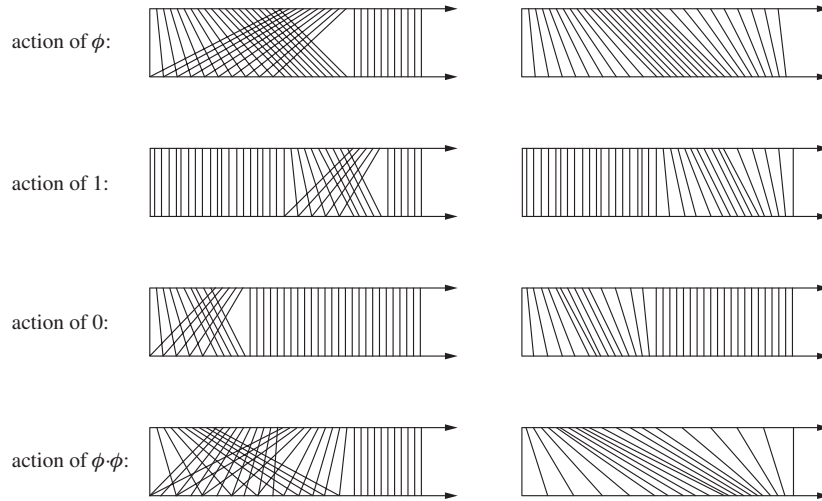 action of ϕ:
action of 1:
action of 0:
action of ϕ·ϕ: